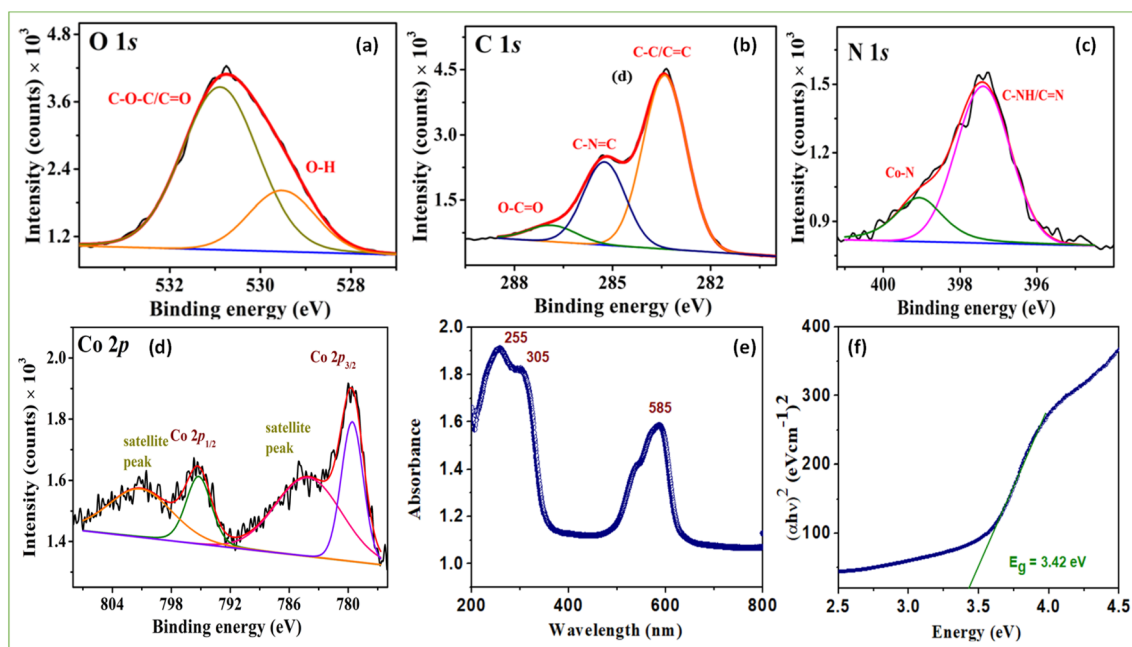 O 1s
(a)
C-O-C/C=O
O-H
Intensity (counts) × 10³
4.8
3.6
2.4
1.2
532
530
528
Binding energy (eV)
C 1s
(b)
C-C/C=C
(d)
C-N=C
O-C=O
Intensity (counts) × 10³
4.5
3.0
1.5
288
285
282
Binding energy (eV)
N 1s
(c)
C-NH/C=N
Co-N
Intensity (counts) × 10³
1.5
1.2
0.9
400
398
396
Binding energy (eV)
Co 2p
(d)
Co 2p3/2
satellite
peak
Co 2p1/2
satellite
peak
Intensity (counts) × 10³
2.0
1.8
1.6
1.4
804
798
792
786
780
Binding energy (eV)
(e)
255
305
585
Absorbance
2.0
1.8
1.6
1.4
1.2
1.0
200
400
600
800
Wavelength (nm)
(f)
(αhν)² (eVcm⁻¹)2
400
300
200
100
Eg = 3.42 eV
2.5
3.0
3.5
4.0
4.5
Energy (eV)